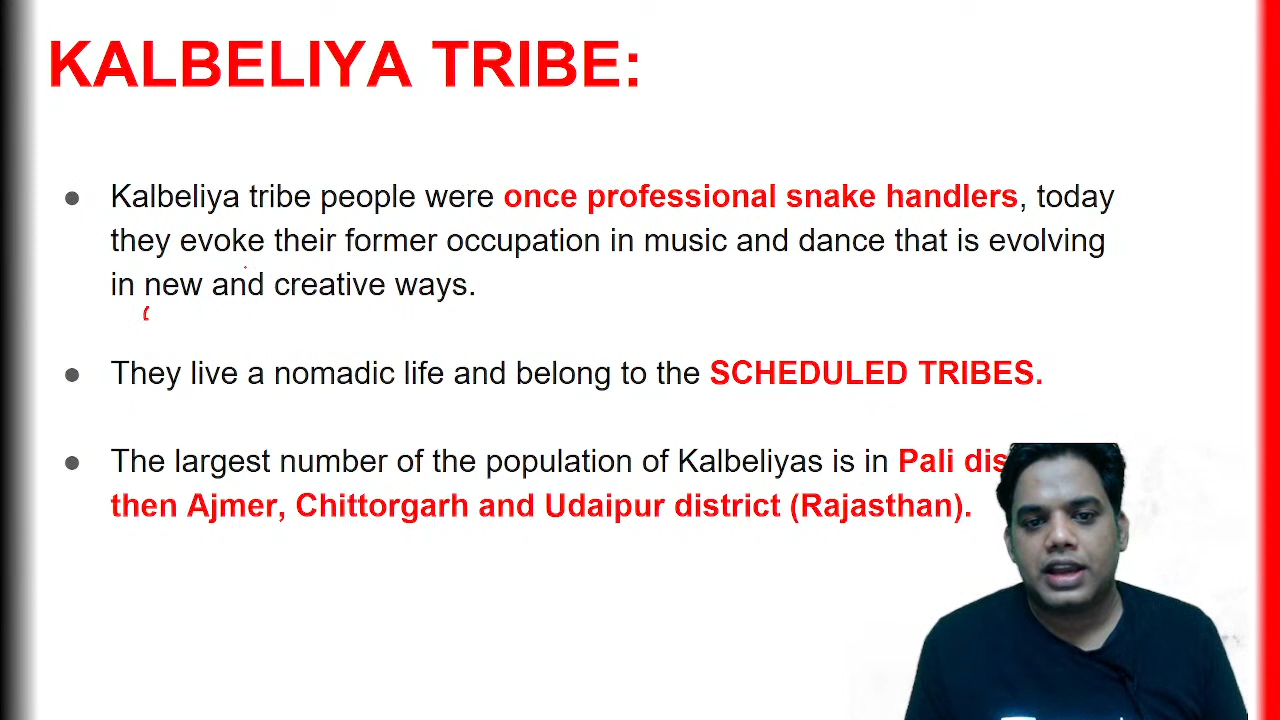 KALBELIYA TRIBE:
● Kalbeliya tribe people were once professional snake handlers, today
they evoke their former occupation in music and dance that is evolving
in new and creative ways.
● They live a nomadic life and belong to the SCHEDULED TRIBES.
● The largest number of the population of Kalbeliyas is in Pali
then Ajmer, Chittorgarh and Udaipur district (Rajasthan).